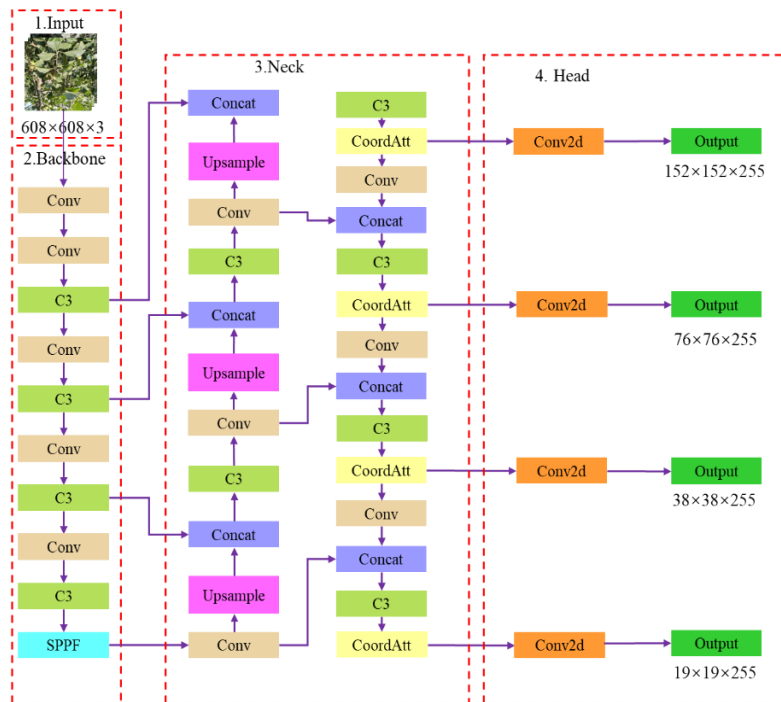 1.Input
608×608×3
2.Backbone
Conv
Conv
C3
Conv
C3
Conv
C3
Conv
C3
SPPF
3.Neck
Concat
Upsample
Conv
C3
Concat
Upsample
Conv
C3
Concat
Upsample
Conv
C3
CoordAtt
Conv
Concat
C3
CoordAtt
Conv
Concat
C3
CoordAtt
Conv
Concat
C3
CoordAtt
4. Head
Conv2d
Output
152×152×255
Conv2d
Output
76×76×255
Conv2d
Output
38×38×255
Conv2d
Output
19×19×255